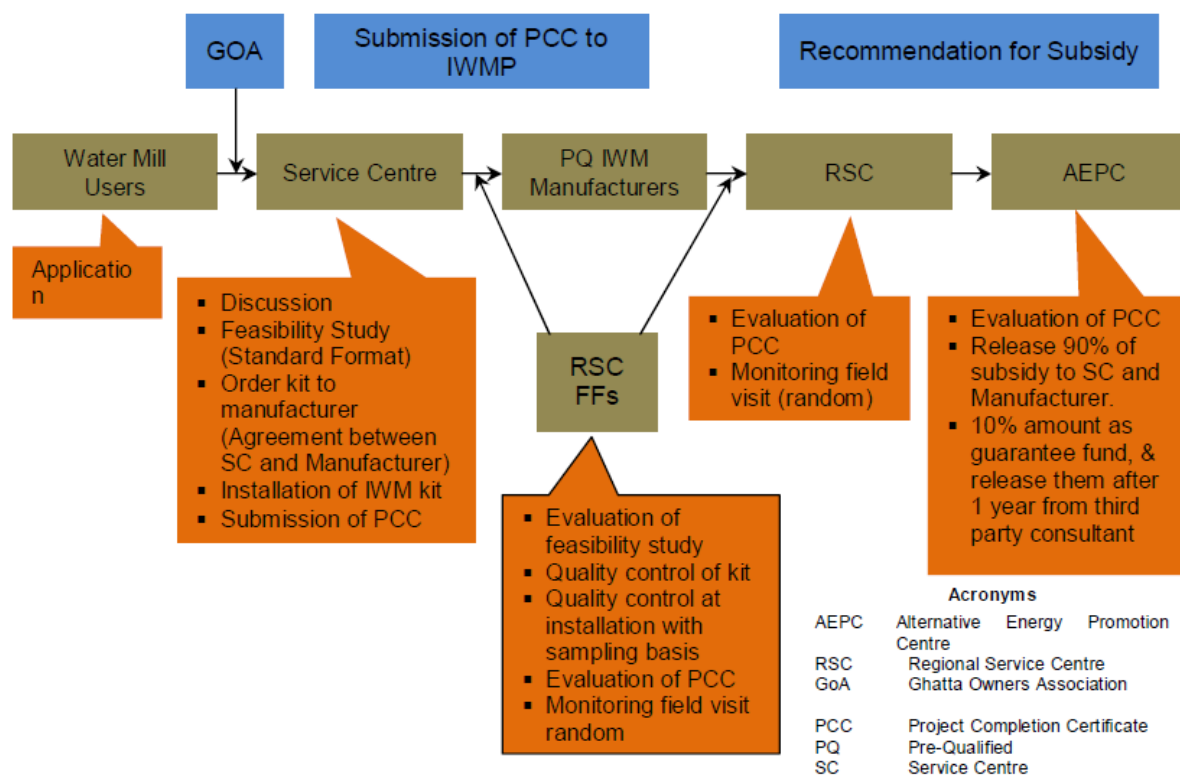 GOA
Submission of PCC to
IWMP
Recommendation for Subsidy
Water Mill
Users
Service Centre
PQ IWM
Manufacturers
RSC
AEPC
Applicatio
n
▪ Discussion
▪ Feasibility Study
(Standard Format)
▪ Order kit to
manufacturer
(Agreement between
SC and Manufacturer)
▪ Installation of IWM kit
▪ Submission of PCC
RSC
FFs
▪ Evaluation of
feasibility study
▪ Quality control of kit
▪ Quality control at
installation with
sampling basis
▪ Evaluation of PCC
▪ Monitoring field visit
random
▪ Evaluation of
PCC
▪ Monitoring field
visit (random)
▪ Evaluation of PCC
▪ Release 90% of
subsidy to SC and
Manufacturer.
▪ 10% amount as
guarantee fund, &
release them after
1 year from third
party consultant
Acronyms
AEPC Alternative Energy Promotion
Centre
RSC Regional Service Centre
GoA Ghatta Owners Association
PCC Project Completion Certificate
PQ Pre-Qualified
SC Service Centre